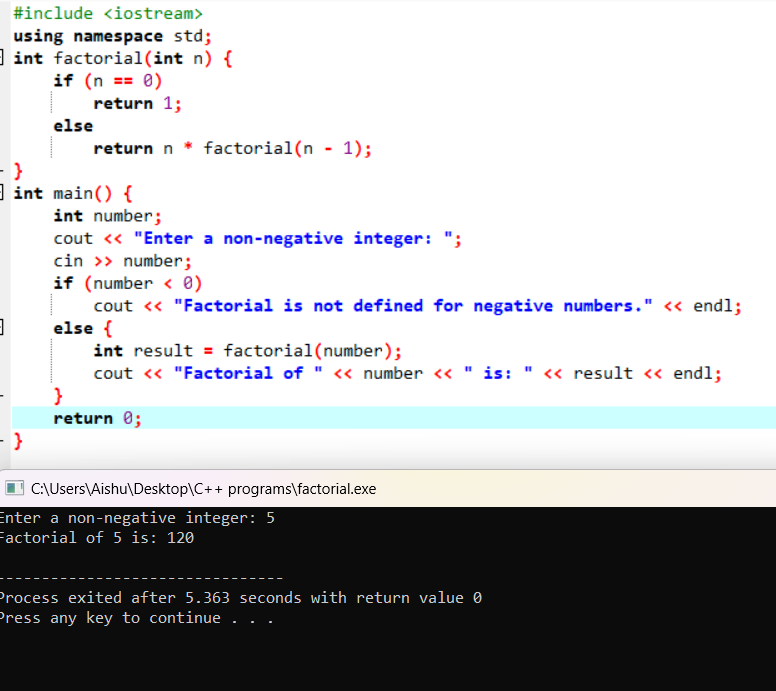 #include <iostream>
using namespace std;
int factorial(int n) {
    if (n == 0)
        return 1;
    else
        return n * factorial(n - 1);
}
int main() {
    int number;
    cout << "Enter a non-negative integer: ";
    cin >> number;
    if (number < 0)
        cout << "Factorial is not defined for negative numbers." << endl;
    else {
        int result = factorial(number);
        cout << "Factorial of " << number << " is: " << result << endl;
    }
    return 0;
}
C:\Users\Aishu\Desktop\C++ programs\factorial.exe
Enter a non-negative integer: 5
Factorial of 5 is: 120
--------------------------------
Process exited after 5.363 seconds with return value 0
Press any key to continue . . .